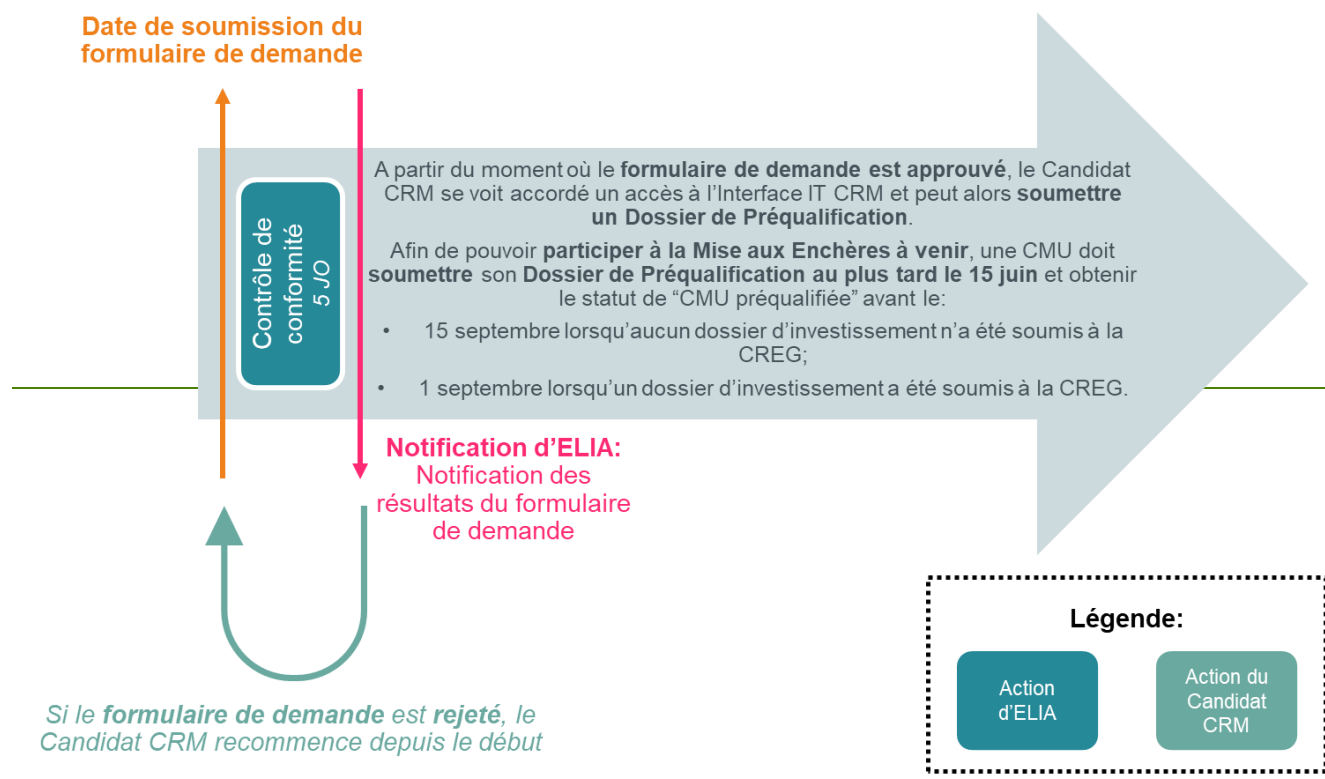 Date de soumission du
formulaire de demande
Contrôle de
conformité
5 JO
A partir du moment où le formulaire de demande est approuvé, le Candidat
CRM se voit accordé un accès à l'Interface IT CRM et peut alors soumettre
un Dossier de Préqualification.
Afin de pouvoir participer à la Mise aux Enchères à venir, une CMU doit
soumettre son Dossier de Préqualification au plus tard le 15 juin et obtenir
le statut de “CMU préqualifiée” avant le:
• 15 septembre lorsqu'aucun dossier d'investissement n'a été soumis à la
CREG;
• 1 septembre lorsqu'un dossier d'investissement a été soumis à la CREG.
Notification d'ELIA:
Notification des
résultats du formulaire
de demande
Si le formulaire de demande est rejeté, le
Candidat CRM recommence depuis le début
Légende:
Action
d'ELIA
Action du
Candidat
CRM